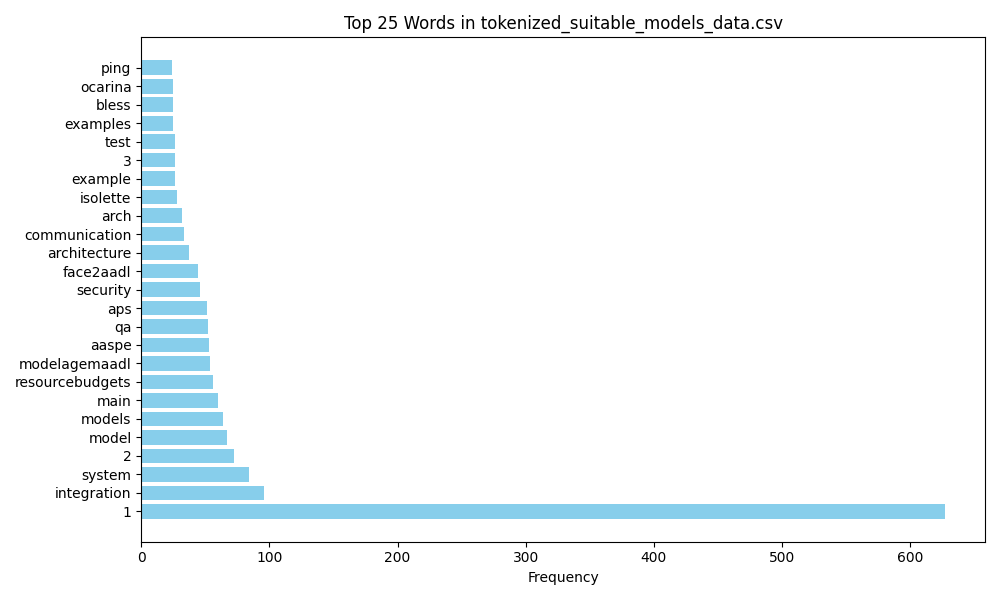 Top 25 Words in tokenized_suitable_models_data.csv
ping
ocarina
bless
examples
test
3
example
isolette
arch
communication
architecture
face2aadl
security
aps
qa
aaspe
modelagemaadl
resourcebudgets
main
models
model
2
system
integration
1
0 100 200 300 400 500 600
Frequency